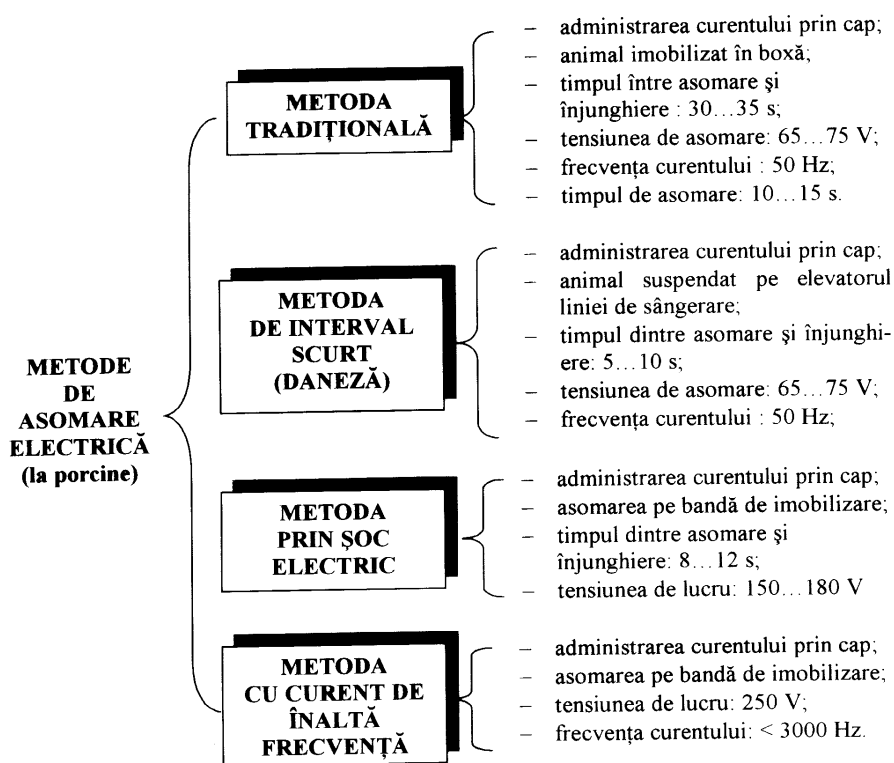 METODE
DE
ASOMARE
ELECTRICĂ
(la porcine)
METODA
TRADIŢIONALĂ
– administrarea curentului prin cap;
– animal imobilizat în boxă;
– timpul între asomare şi
înjunghiere : 30...35 s;
– tensiunea de asomare: 65...75 V;
– frecvenţa curentului : 50 Hz;
– timpul de asomare: 10...15 s.
METODA
DE INTERVAL
SCURT
(DANEZĂ)
– administrarea curentului prin cap;
– animal suspendat pe elevatorul
liniei de sângerare;
– timpul dintre asomare şi înjunghi-
ere: 5...10 s;
– tensiunea de asomare: 65...75 V;
– frecvenţa curentului : 50 Hz;
METODA
PRIN ŞOC
ELECTRIC
– administrarea curentului prin cap;
– asomarea pe bandă de imobilizare;
– timpul dintre asomare şi
înjunghiere: 8...12 s;
– tensiunea de lucru: 150...180 V
METODA
CU CURENT DE
ÎNALTĂ
FRECVENŢĂ
– administrarea curentului prin cap;
– asomarea pe bandă de imobilizare;
– tensiunea de lucru: 250 V;
– frecvenţa curentului: < 3000 Hz.